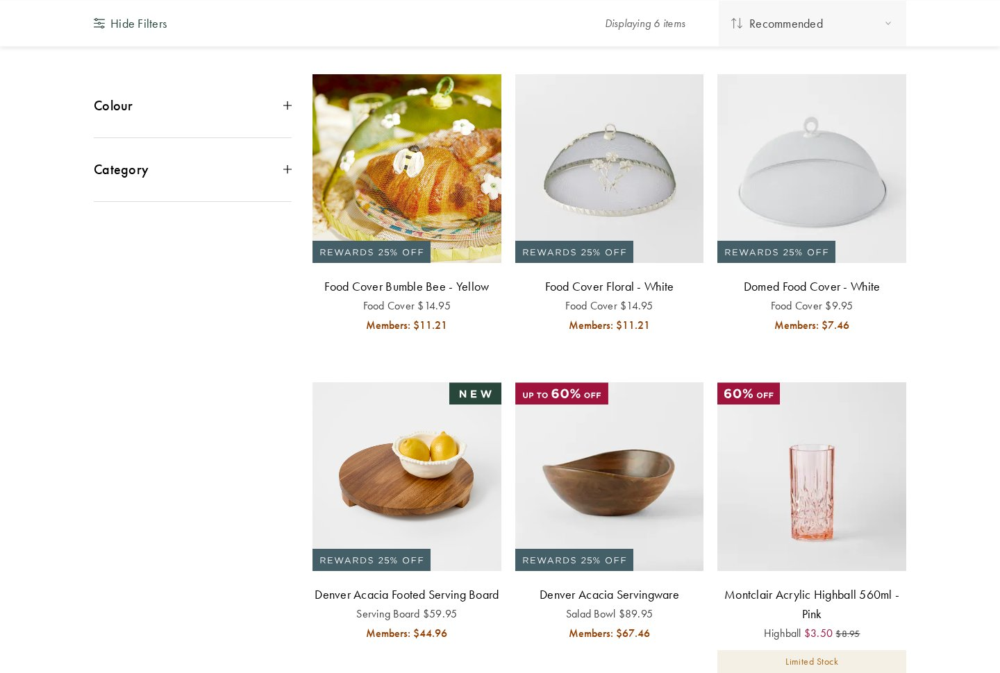 Hide Filters
Displaying 6 items
Recommended
Colour
Category
REWARDS 25% OFF
Food Cover Bumble Bee - Yellow
Food Cover $14.95
Members: $11.21
REWARDS 25% OFF
Food Cover Floral - White
Food Cover $14.95
Members: $11.21
REWARDS 25% OFF
Domed Food Cover - White
Food Cover $9.95
Members: $7.46
NEW
REWARDS 25% OFF
Denver Acacia Footed Serving Board
Serving Board $59.95
Members: $44.96
UP TO 60% OFF
REWARDS 25% OFF
Denver Acacia Servingware
Salad Bowl $89.95
Members: $67.46
60% OFF
Montclair Acrylic Highball 560ml -
Pink
Highball $3.50 $8.95
Limited Stock